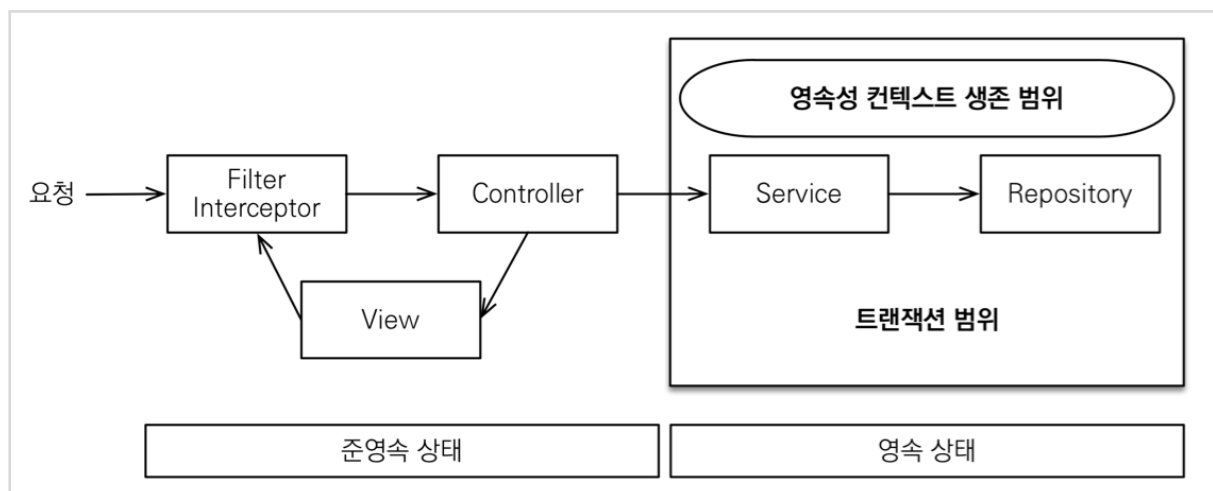 영속성 컨텍스트 생존 범위
요청
Filter
Interceptor
Controller
Service
Repository
View
트랜잭션 범위
준영속 상태
영속 상태